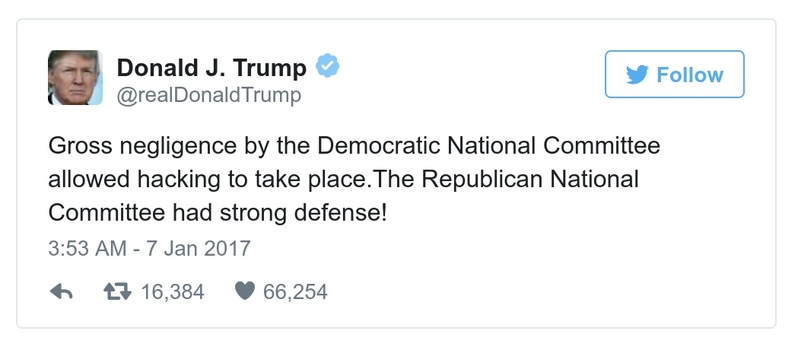 Donald J. Trump
@realDonaldTrump
Follow
Gross negligence by the Democratic National Committee
allowed hacking to take place.The Republican National
Committee had strong defense!
3:53 AM - 7 Jan 2017
16,384 66,254